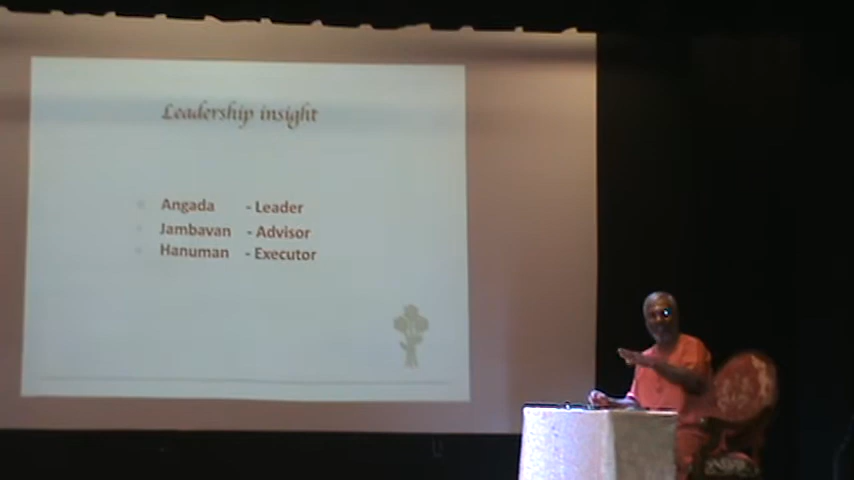 Leadership insight
Angada - Leader
Jambavan - Advisor
Hanuman - Executor